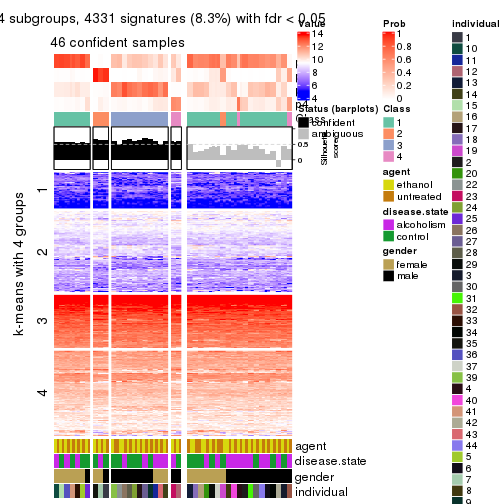 4 subgroups, 4331 signatures (8.3%) with fdr < 0.05
46 confident samples
k-means with 4 groups
1
2
3
4
agent
disease.state
gender
individual
Value
14
12
10
8
6
4
Status (barplots)
confident
ambiguous
p4
Class
0.5
0
Silhouette
score
Prob
1
0.8
0.6
0.4
0.2
0
Class
1
2
3
4
agent
ethanol
untreated
disease.state
alcoholism
control
gender
female
male
individual
1
10
11
12
13
14
15
16
17
18
19
2
20
22
23
24
25
26
27
28
29
3
30
31
32
33
34
35
36
37
39
4
40
41
42
43
44
5
6
7
8
9